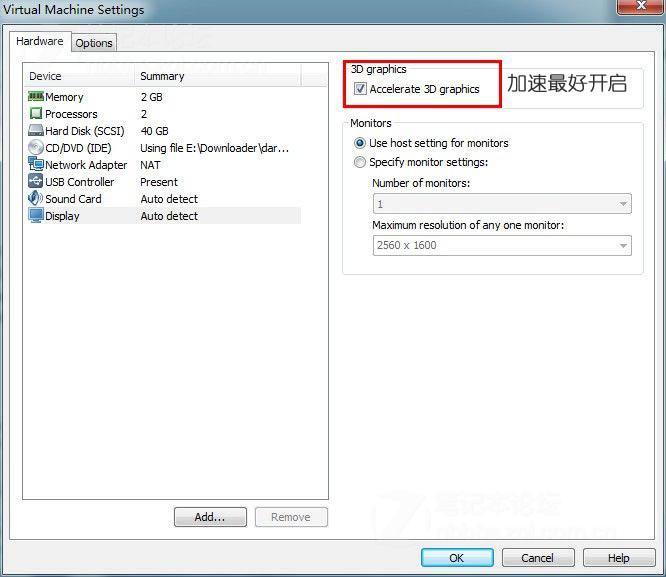 Virtual Machine Settings
Hardware Options
Device Summary
Memory 2 GB
Processors 2
Hard Disk (SCSI) 40 GB
CD/DVD (IDE) Using file E:\Downloader\dar...
Network Adapter NAT
USB Controller Present
Sound Card Auto detect
Display Auto detect
3D graphics
Accelerate 3D graphics
加速最好开启
Monitors
Use host setting for monitors
Specify monitor settings:
Number of monitors:
1
Maximum resolution of any one monitor:
2560 x 1600
Add... Remove
笔记本论坛
OK Cancel Help